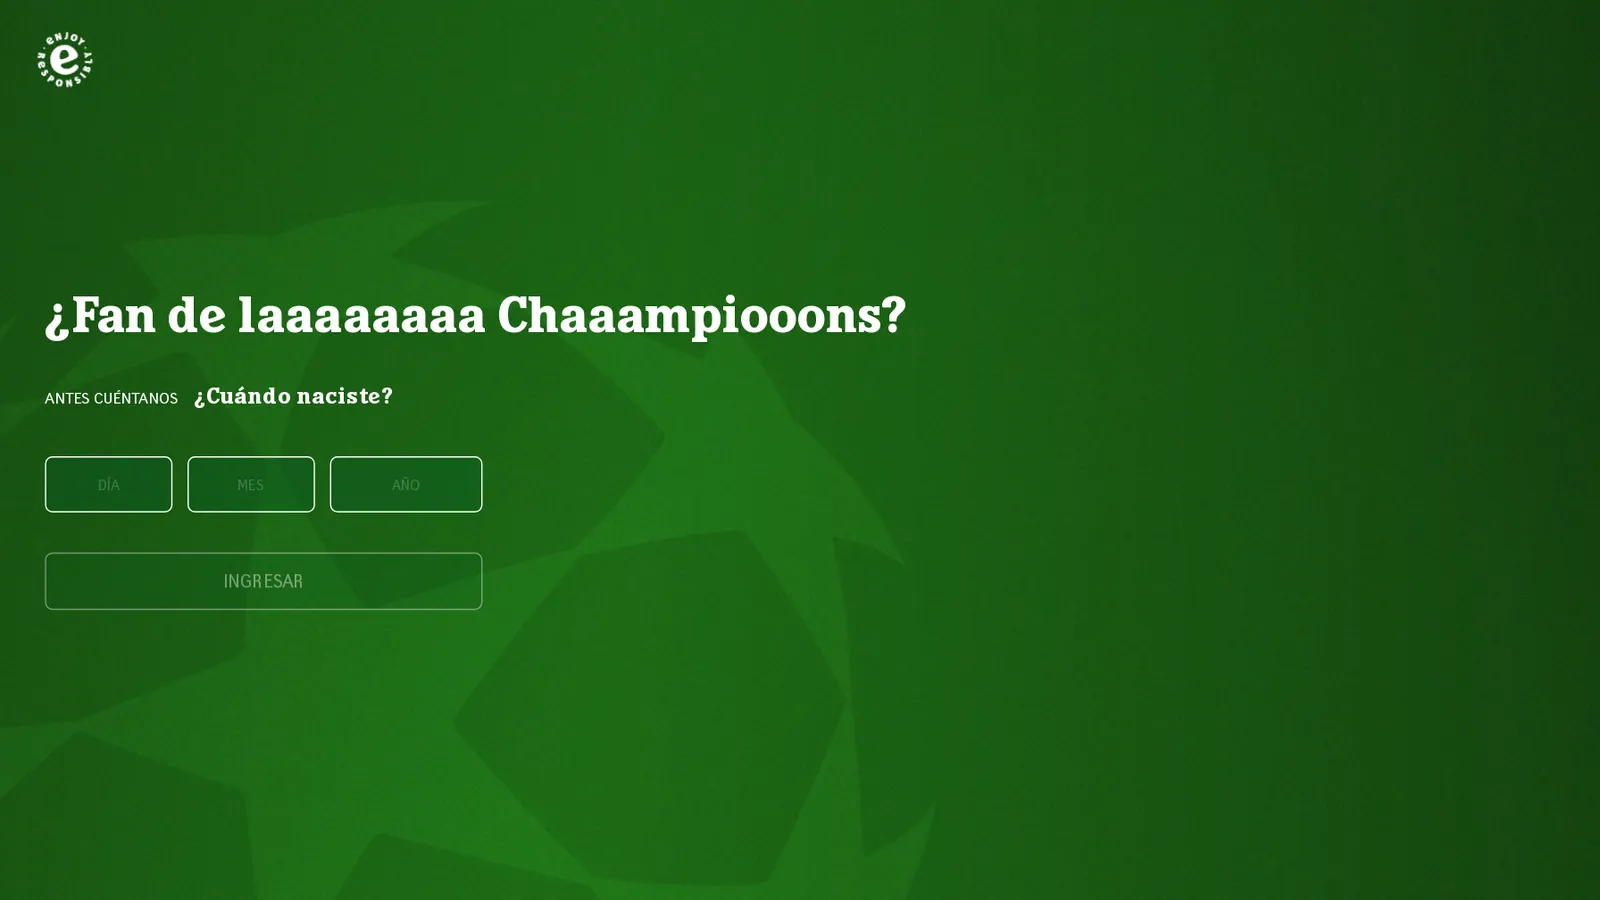 eNJOY ReSPONSIBLY
e
¿Fan de laaaaaaaa Chaaampiooons?
ANTES CUÉNTANOS ¿Cuándo naciste?
DÍA MES AÑO
INGRESAR